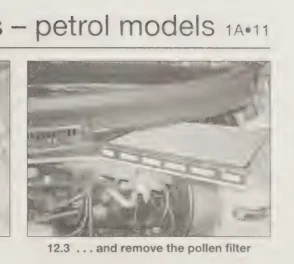 s – petrol models 1A•11
12.3 ... and remove the pollen filter